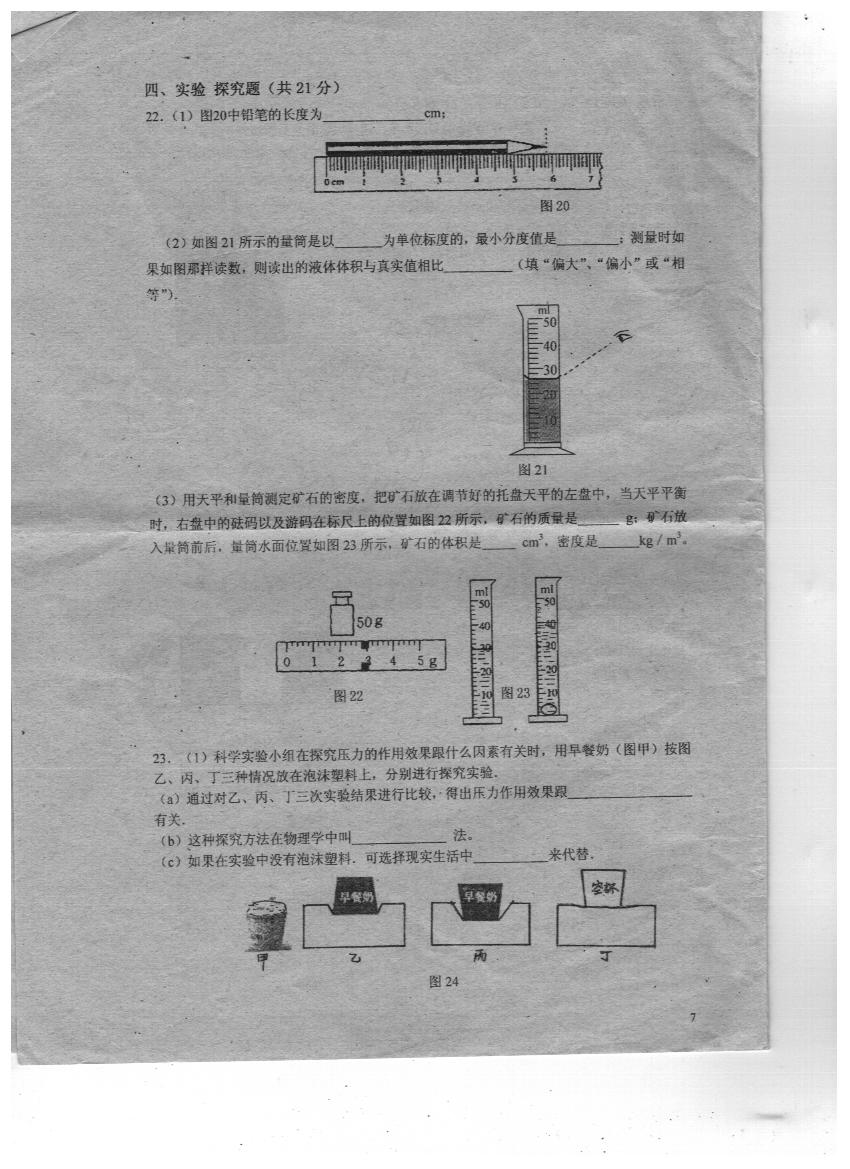 四、实验 探究题（共 21 分）
22．（1）图20中铅笔的长度为____________cm；
0cm 1 2 3 4 5 6 7
图 20
（2）如图 21 所示的量筒是以______为单位标度的，最小分度值是________；测量时如
果如图那样读数，则读出的液体体积与真实值相比________（填“偏大”、“偏小”或“相
等”）．
ml
50
40
30
20
10
图 21
（3）用天平和量筒测定矿石的密度，把矿石放在调节好的托盘天平的左盘中，当天平平衡
时，右盘中的砝码以及游码在标尺上的位置如图 22 所示，矿石的质量是_____ g；矿石放
入量筒前后，量筒水面位置如图 23 所示，矿石的体积是____ cm³，密度是_____kg／m³。
50g
0 1 2 3 4 5g
图 22
ml
50
40
30
20
10
图 23
ml
50
40
30
20
10
23．（1）科学实验小组在探究压力的作用效果跟什么因素有关时，用早餐奶（图甲）按图
乙、丙、丁三种情况放在泡沫塑料上，分别进行探究实验．
（a）通过对乙、丙、丁三次实验结果进行比较，得出压力作用效果跟_______________
有关．
（b）这种探究方法在物理学中叫____________ 法。
（c）如果在实验中没有泡沫塑料．可选择现实生活中_________来代替．
早餐奶
早餐奶
空杯
甲
乙
丙
丁
图 24
7